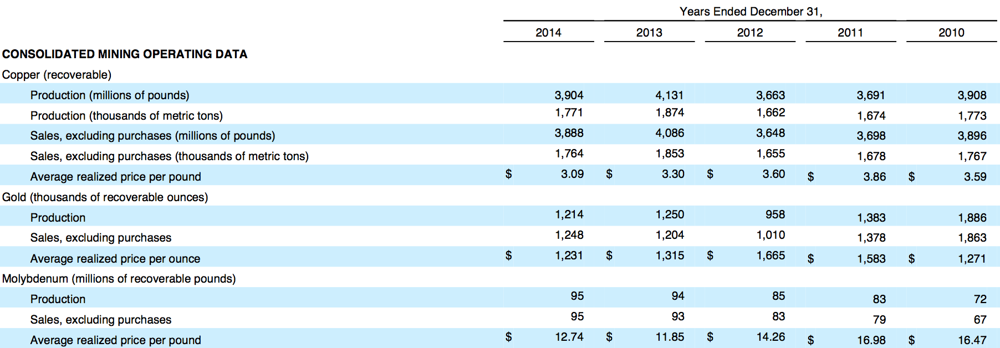 Years Ended December 31,
2014 2013 2012 2011 2010
CONSOLIDATED MINING OPERATING DATA
Copper (recoverable)
Production (millions of pounds) 3,904 4,131 3,663 3,691 3,908
Production (thousands of metric tons) 1,771 1,874 1,662 1,674 1,773
Sales, excluding purchases (millions of pounds) 3,888 4,086 3,648 3,698 3,896
Sales, excluding purchases (thousands of metric tons) 1,764 1,853 1,655 1,678 1,767
Average realized price per pound $ 3.09 $ 3.30 $ 3.60 $ 3.86 $ 3.59
Gold (thousands of recoverable ounces)
Production 1,214 1,250 958 1,383 1,886
Sales, excluding purchases 1,248 1,204 1,010 1,378 1,863
Average realized price per ounce $ 1,231 $ 1,315 $ 1,665 $ 1,583 $ 1,271
Molybdenum (millions of recoverable pounds)
Production 95 94 85 83 72
Sales, excluding purchases 95 93 83 79 67
Average realized price per pound $ 12.74 $ 11.85 $ 14.26 $ 16.98 $ 16.47